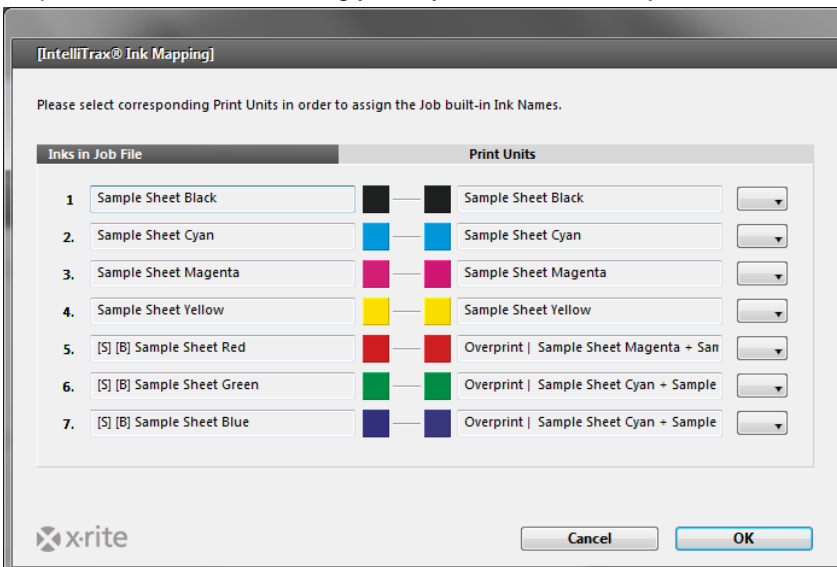 [IntelliTrax® Ink Mapping]
Please select corresponding Print Units in order to assign the Job built-in Ink Names.
Inks in Job File Print Units
1 Sample Sheet Black Sample Sheet Black
2. Sample Sheet Cyan Sample Sheet Cyan
3. Sample Sheet Magenta Sample Sheet Magenta
4. Sample Sheet Yellow Sample Sheet Yellow
5. [S] [B] Sample Sheet Red Overprint | Sample Sheet Magenta + Sam
6. [S] [B] Sample Sheet Green Overprint | Sample Sheet Cyan + Sample
7. [S] [B] Sample Sheet Blue Overprint | Sample Sheet Cyan + Sample
x·rite Cancel OK